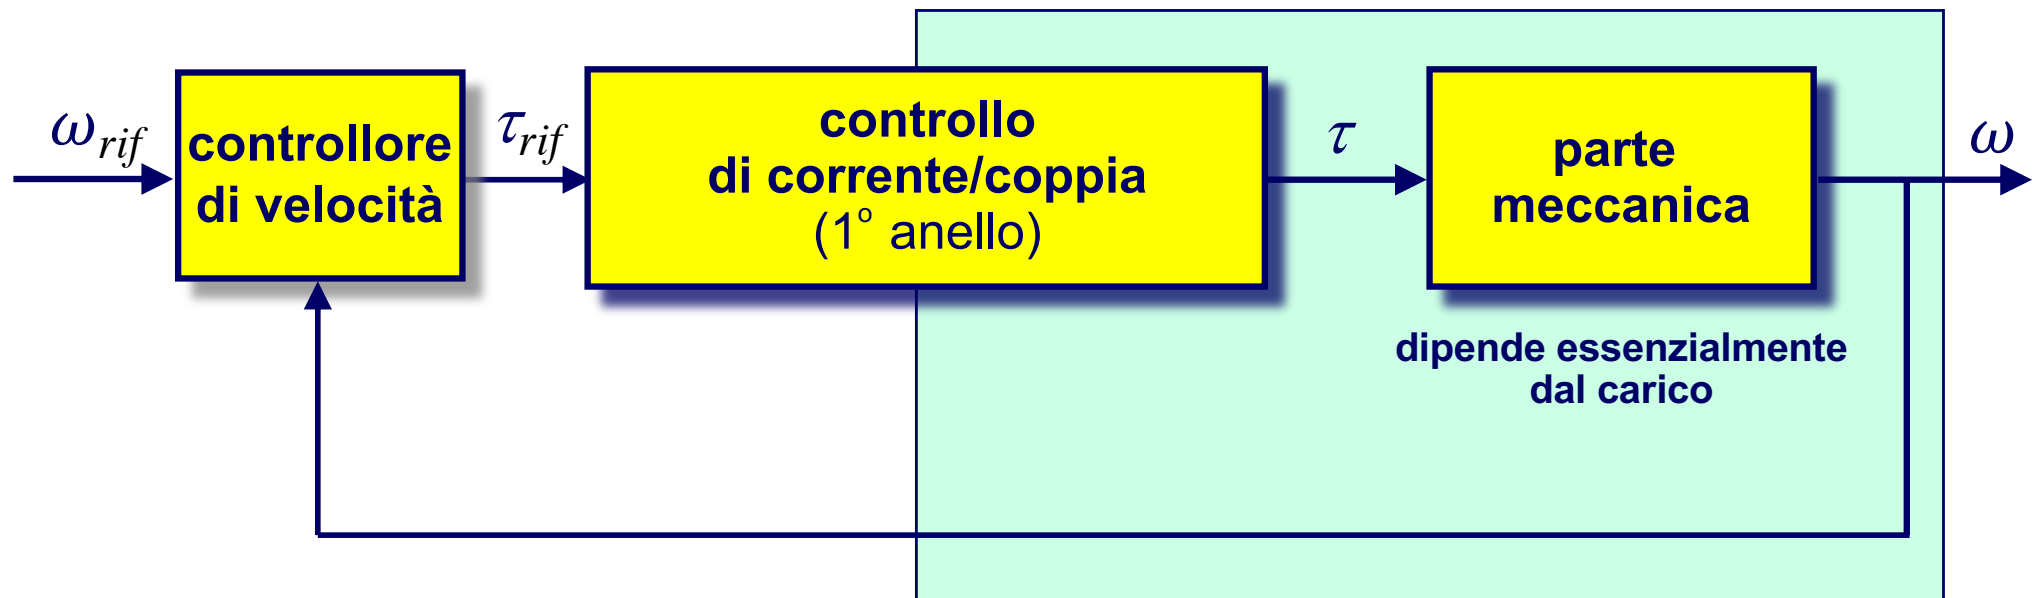 ω_rif
controllore
di velocità
τ_rif
controllo
di corrente/coppia
(1° anello)
τ
parte
meccanica
ω
dipende essenzialmente
dal carico